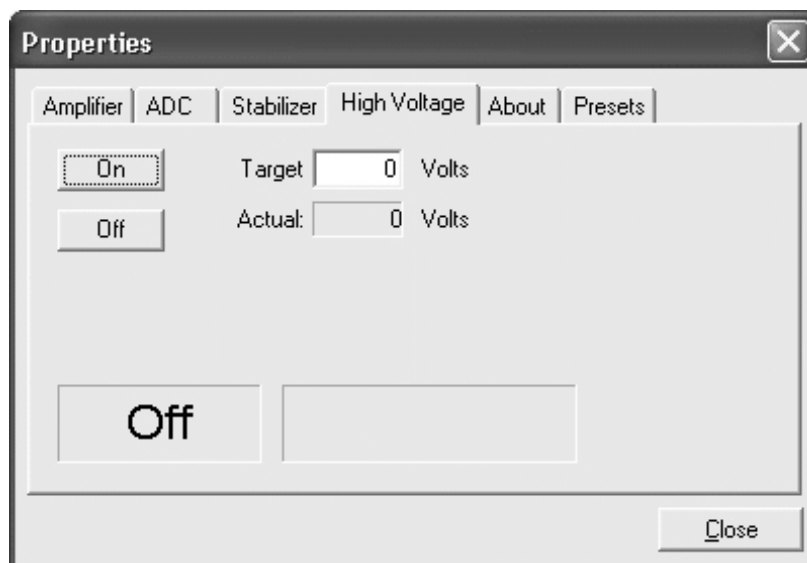 Properties
Amplifier ADC Stabilizer High Voltage About Presets
On Target 0 Volts
Off Actual: 0 Volts
Off
Close